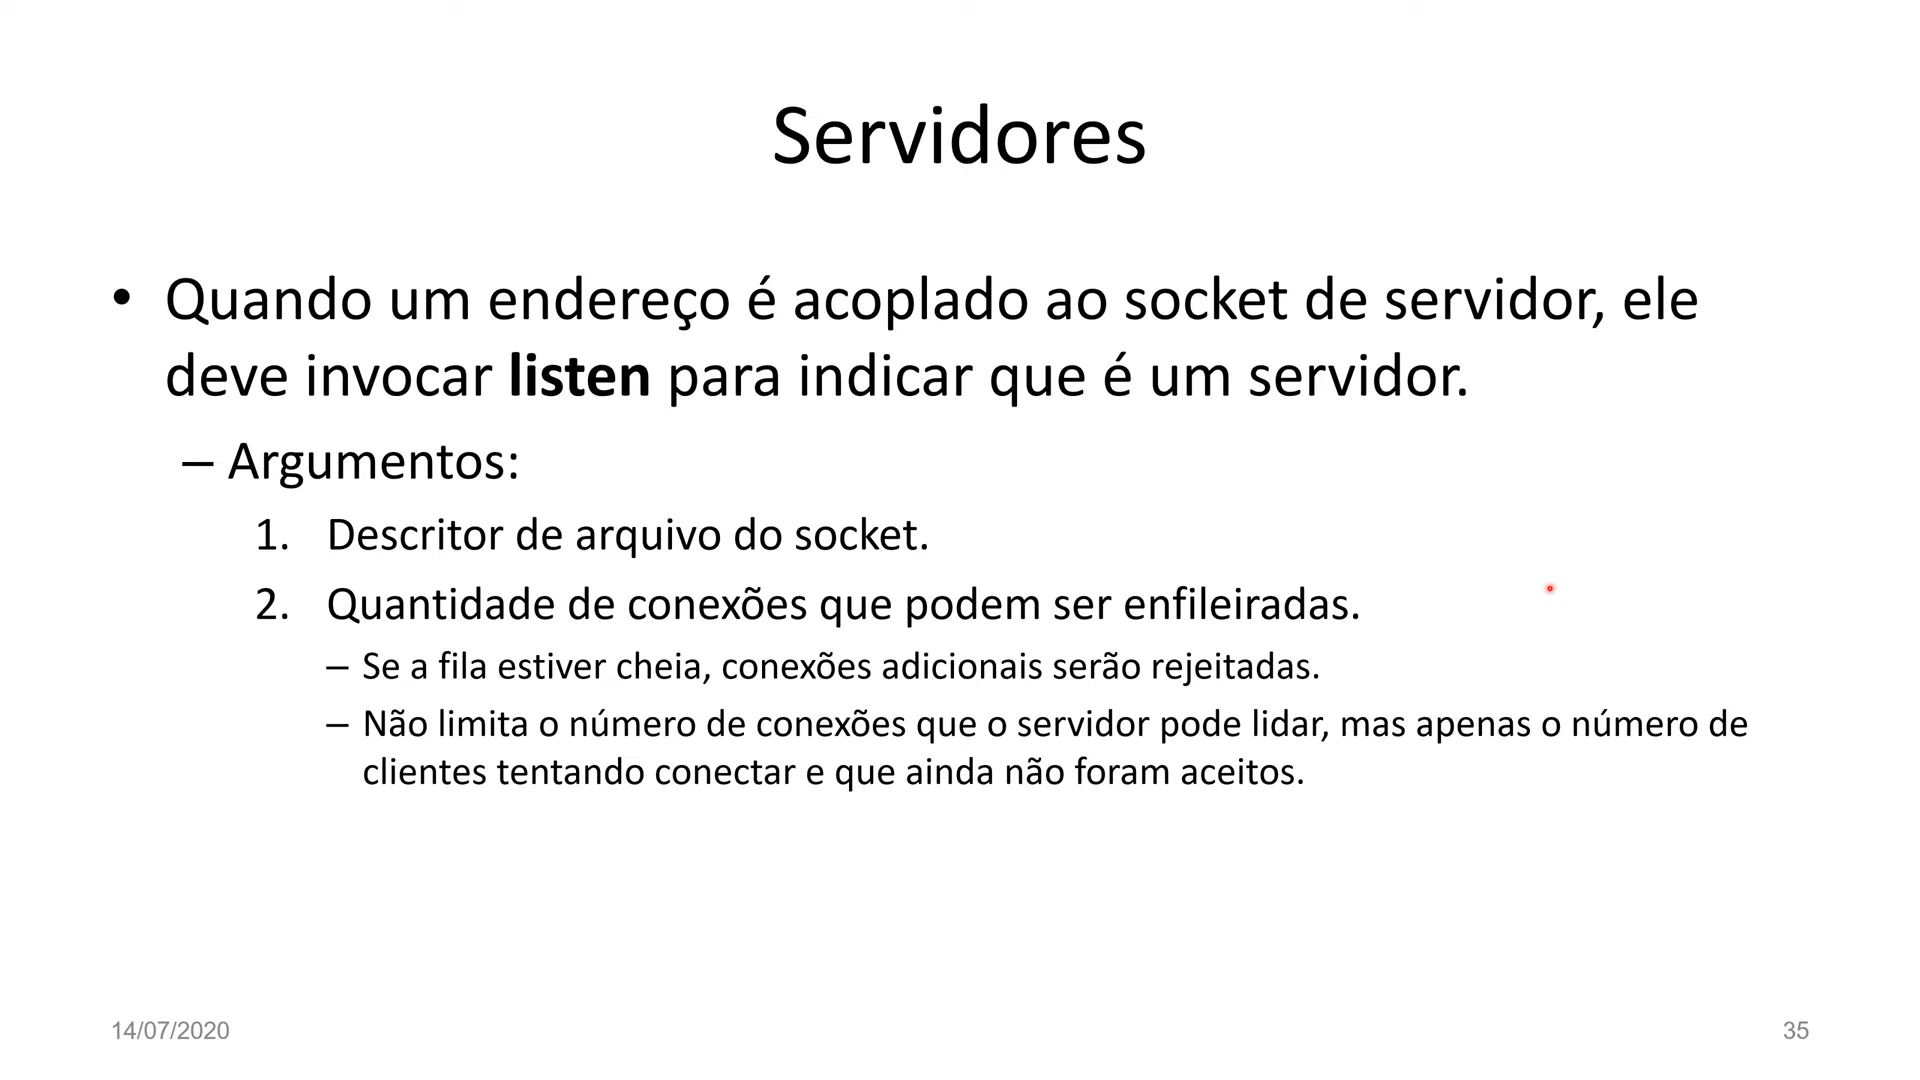 Servidores
• Quando um endereço é acoplado ao socket de servidor, ele
deve invocar listen para indicar que é um servidor.
– Argumentos:
1. Descritor de arquivo do socket.
2. Quantidade de conexões que podem ser enfileiradas.
– Se a fila estiver cheia, conexões adicionais serão rejeitadas.
– Não limita o número de conexões que o servidor pode lidar, mas apenas o número de
clientes tentando conectar e que ainda não foram aceitos.
14/07/2020
35